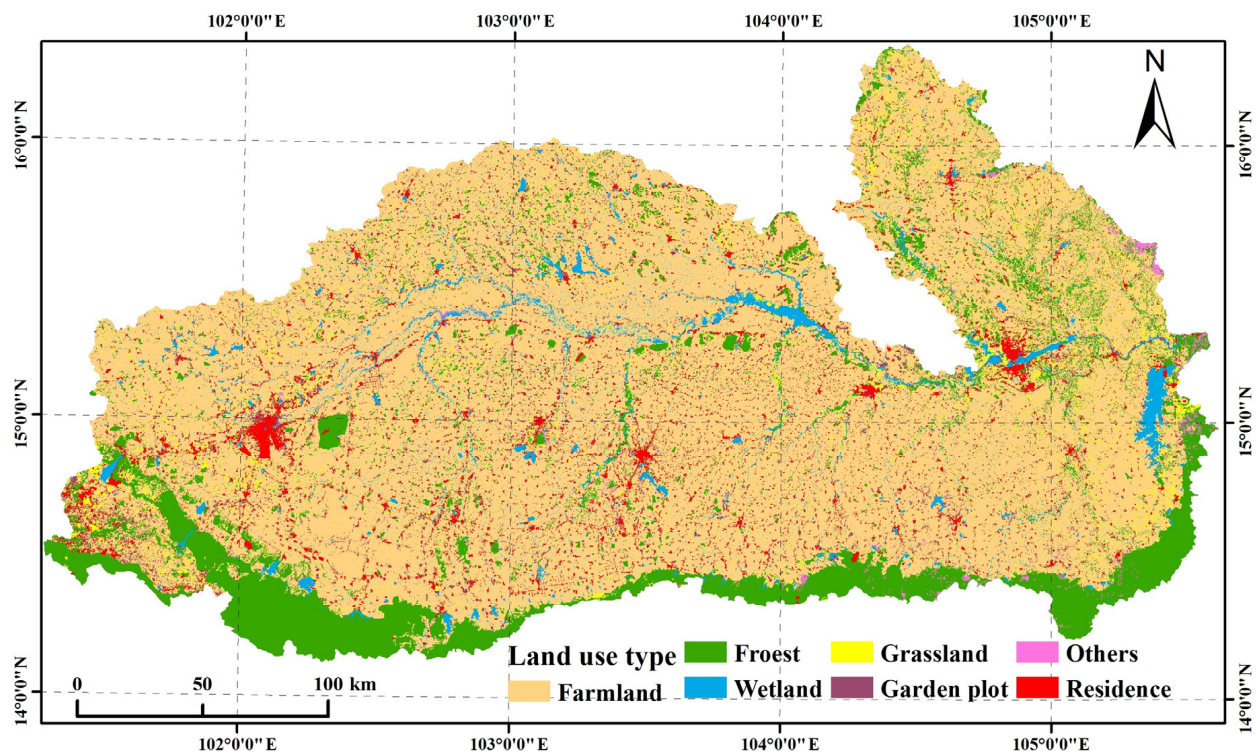 102°0'0"E 103°0'0"E 104°0'0"E 105°0'0"E
N
16°0'0"N 16°0'0"N
15°0'0"N 15°0'0"N
14°0'0"N 14°0'0"N
Land use type Froest Grassland Others
Farmland Wetland Garden plot Residence
0 50 100 km
102°0'0"E 103°0'0"E 104°0'0"E 105°0'0"E